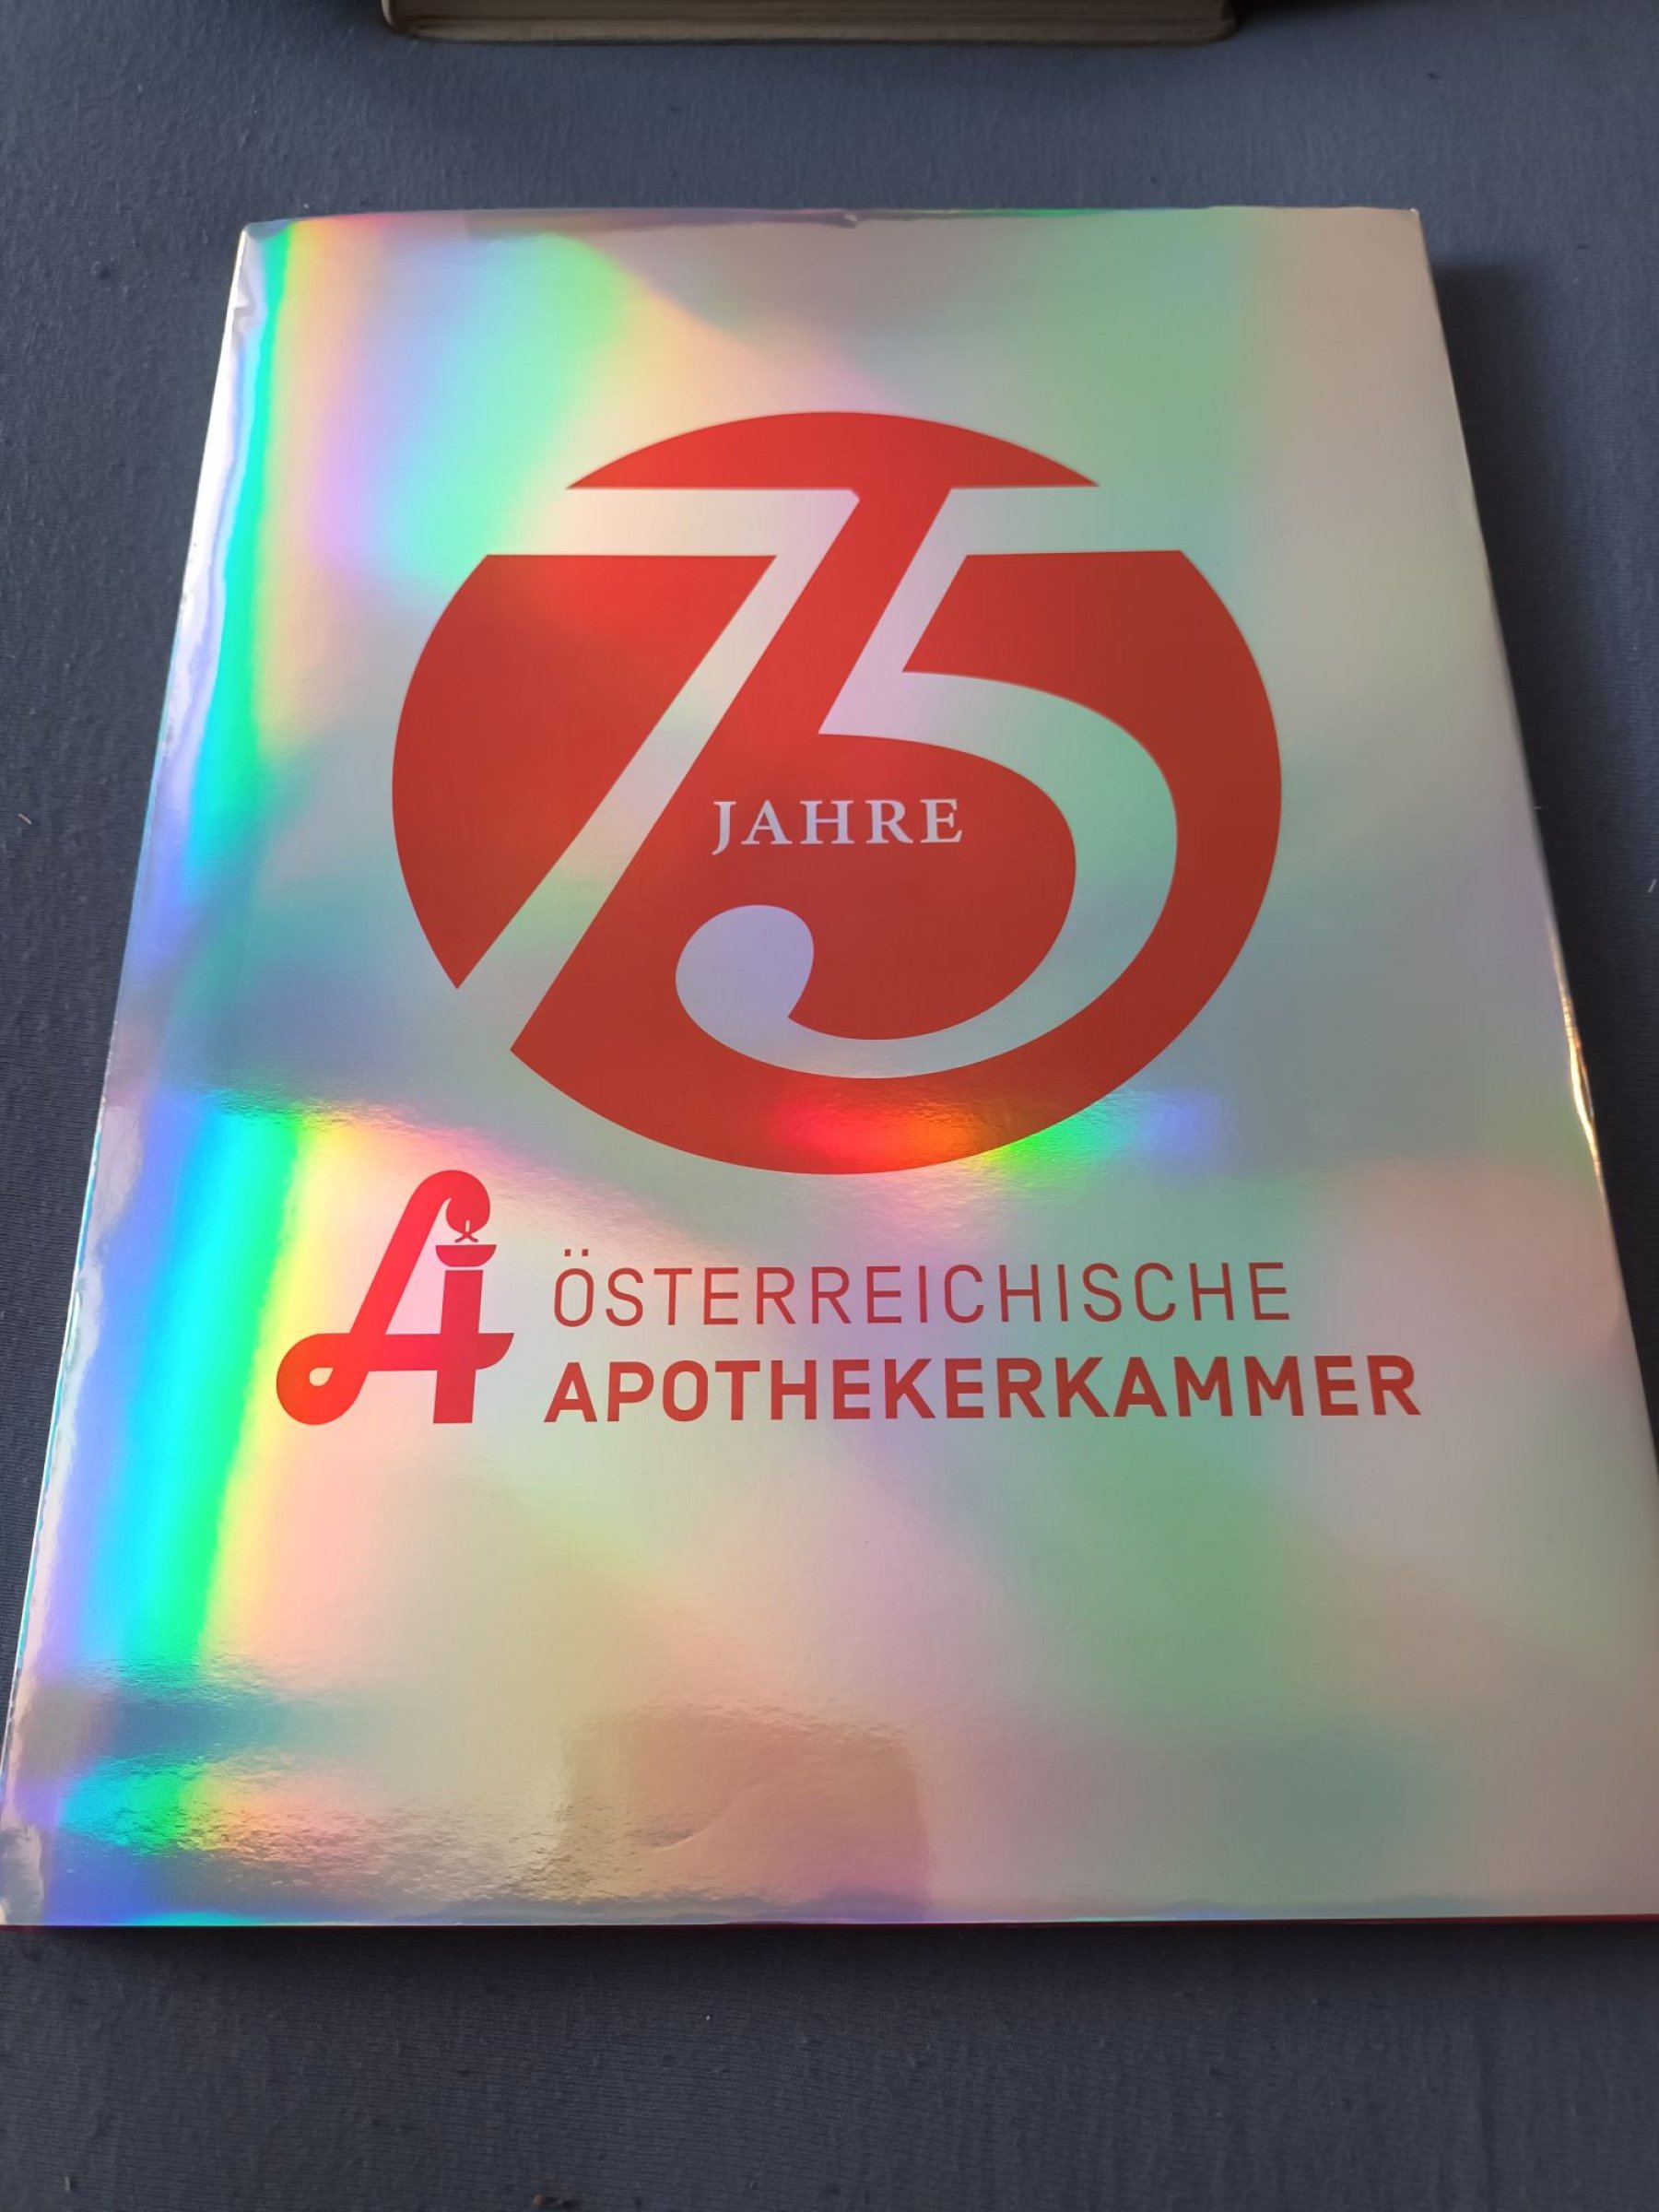 75
JAHRE
ÖSTERREICHISCHE
APOTHEKERKAMMER